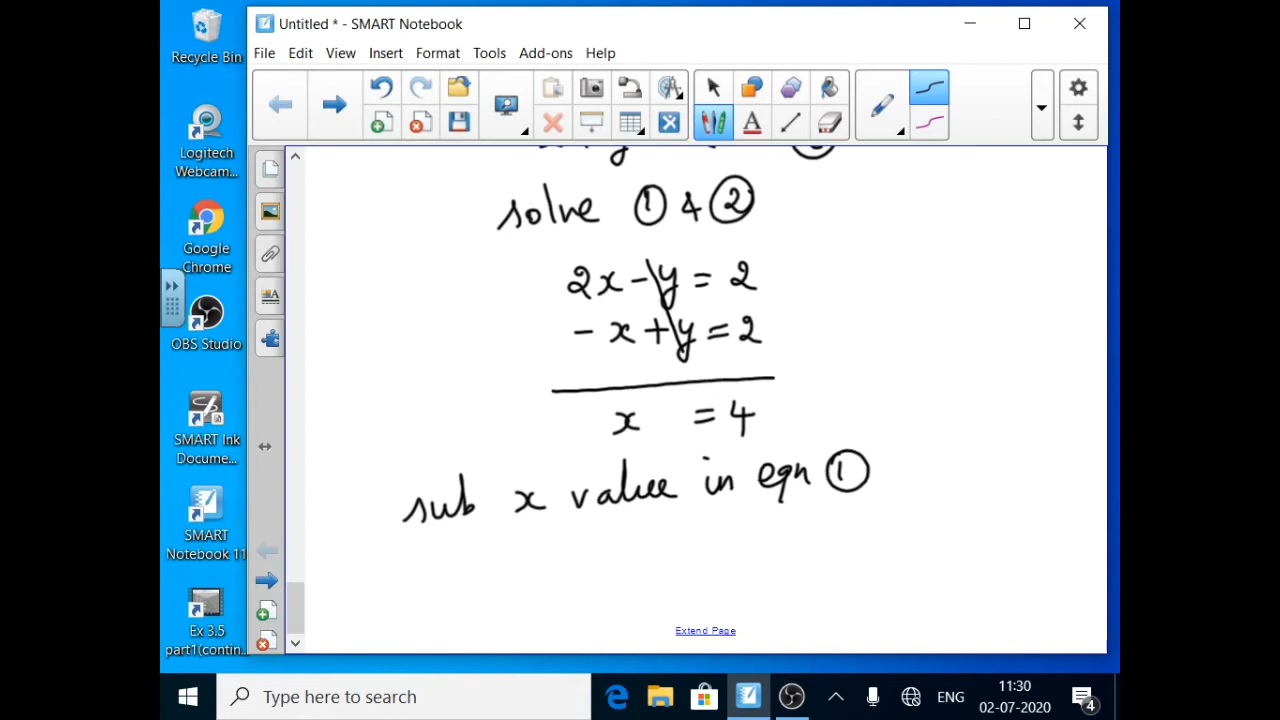 Recycle Bin
Logitech
Webcam...
Google
Chrome
OBS Studio
SMART Ink
Docume...
SMART
Notebook 11
Ex 3.5
part1(contin...
Untitled * - SMART Notebook
File Edit View Insert Format Tools Add-ons Help
solve ① & ②
2x - y = 2
- x + y = 2
x = 4
sub x value in eqn ①
Extend Page
Type here to search
ENG
11:30
02-07-2020
4